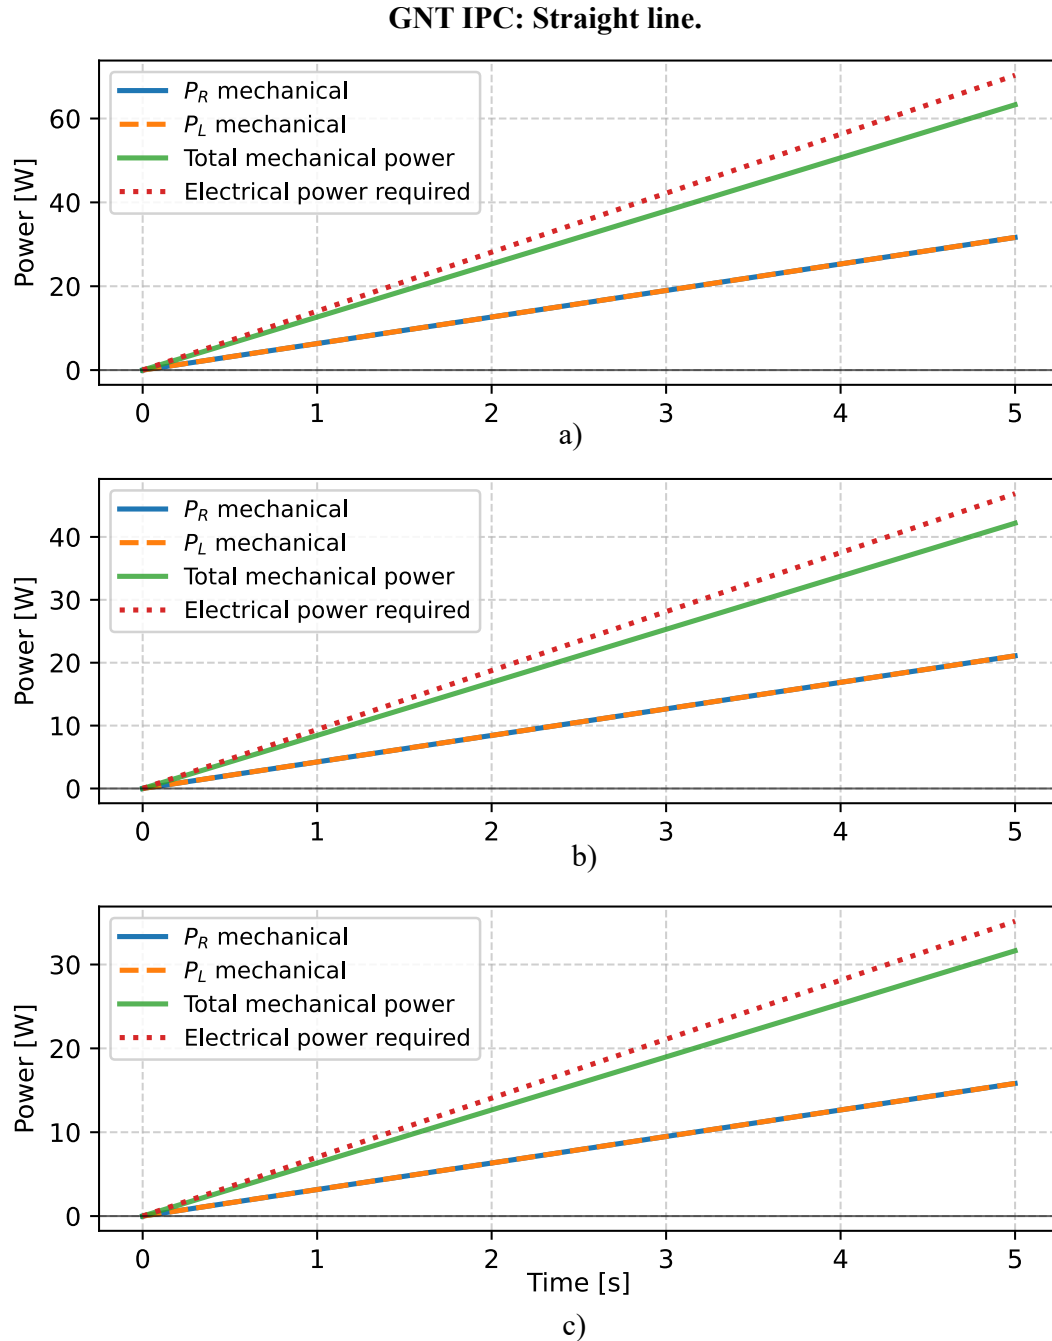 GNT IPC: Straight line.
P_R mechanical
P_L mechanical
Total mechanical power
Electrical power required
Power [W]
60
40
20
0
0 1 2 3 4 5
a)
P_R mechanical
P_L mechanical
Total mechanical power
Electrical power required
Power [W]
40
30
20
10
0
0 1 2 3 4 5
b)
P_R mechanical
P_L mechanical
Total mechanical power
Electrical power required
Power [W]
30
20
10
0
0 1 2 3 4 5
Time [s]
c)